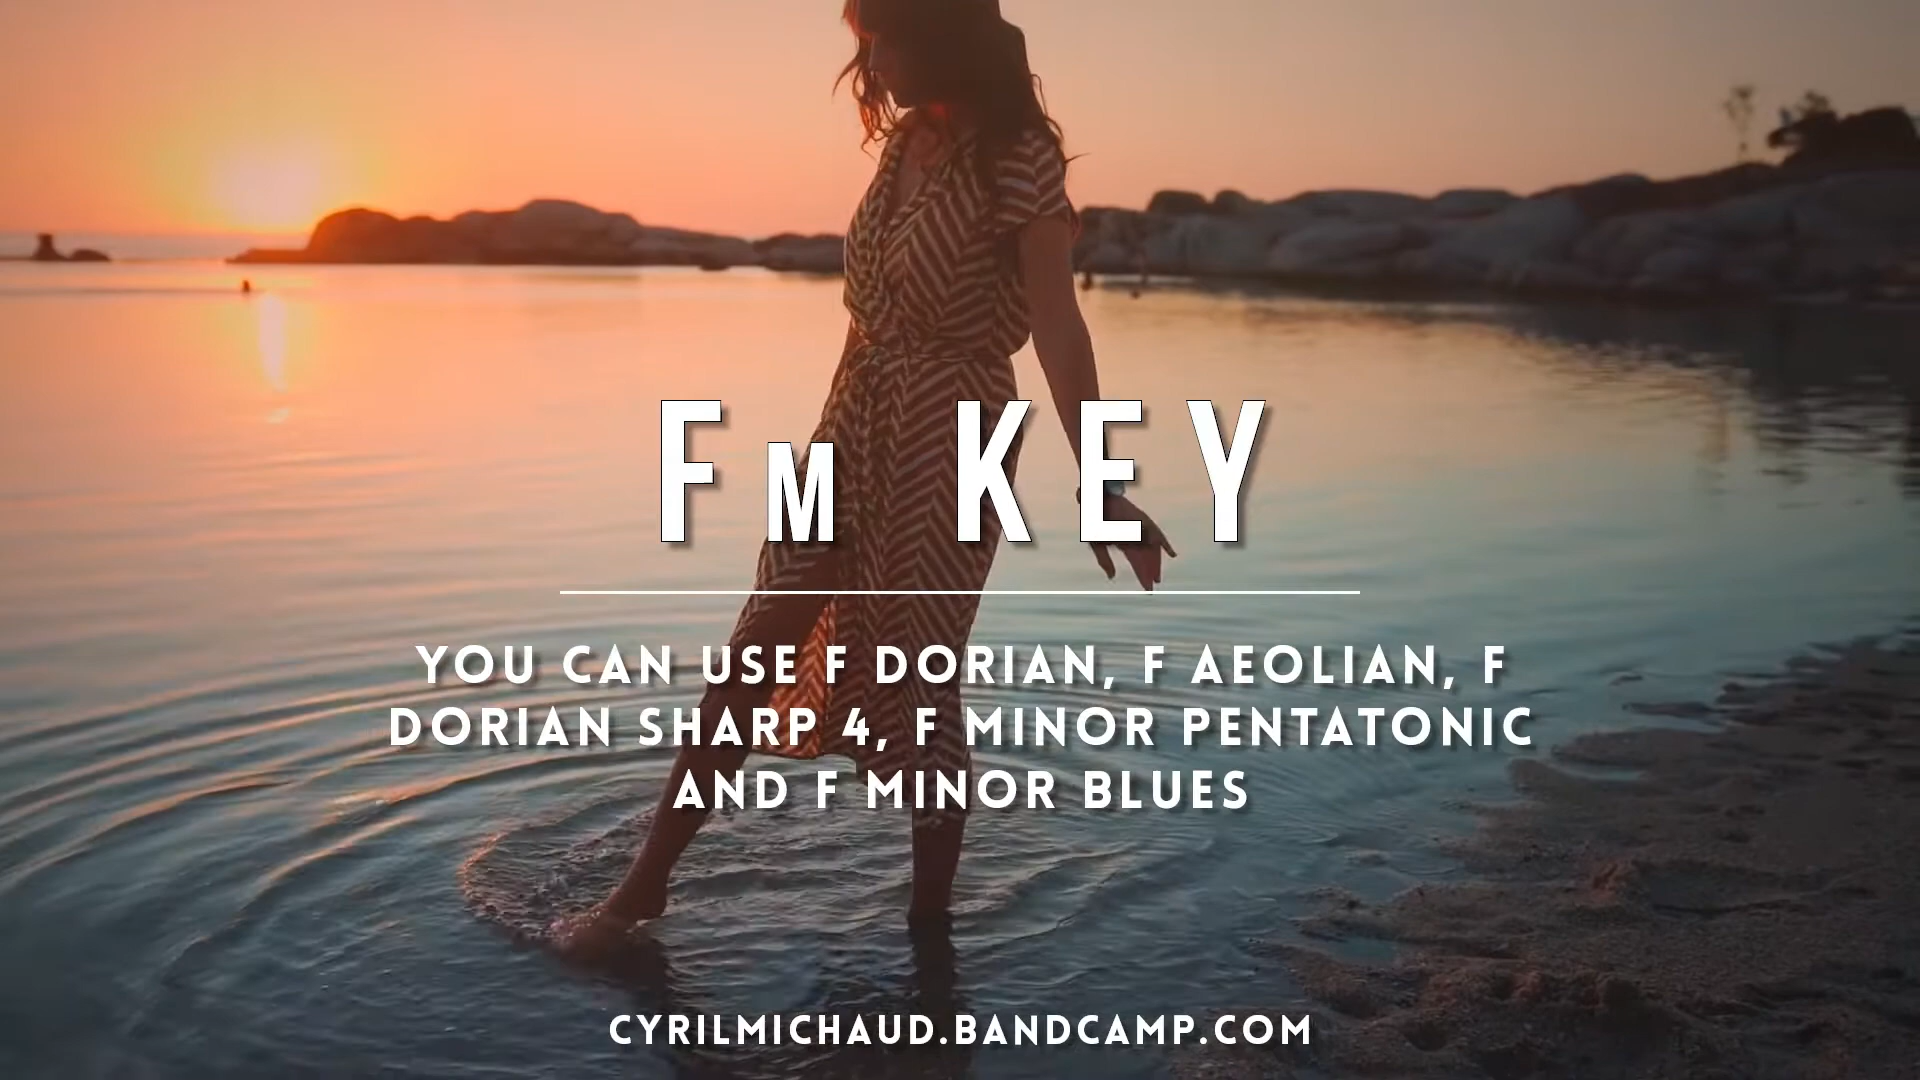 Fm KEY
YOU CAN USE F DORIAN, F AEOLIAN, F
DORIAN SHARP 4, F MINOR PENTATONIC
AND F MINOR BLUES
CYRILMICHAUD.BANDCAMP.COM